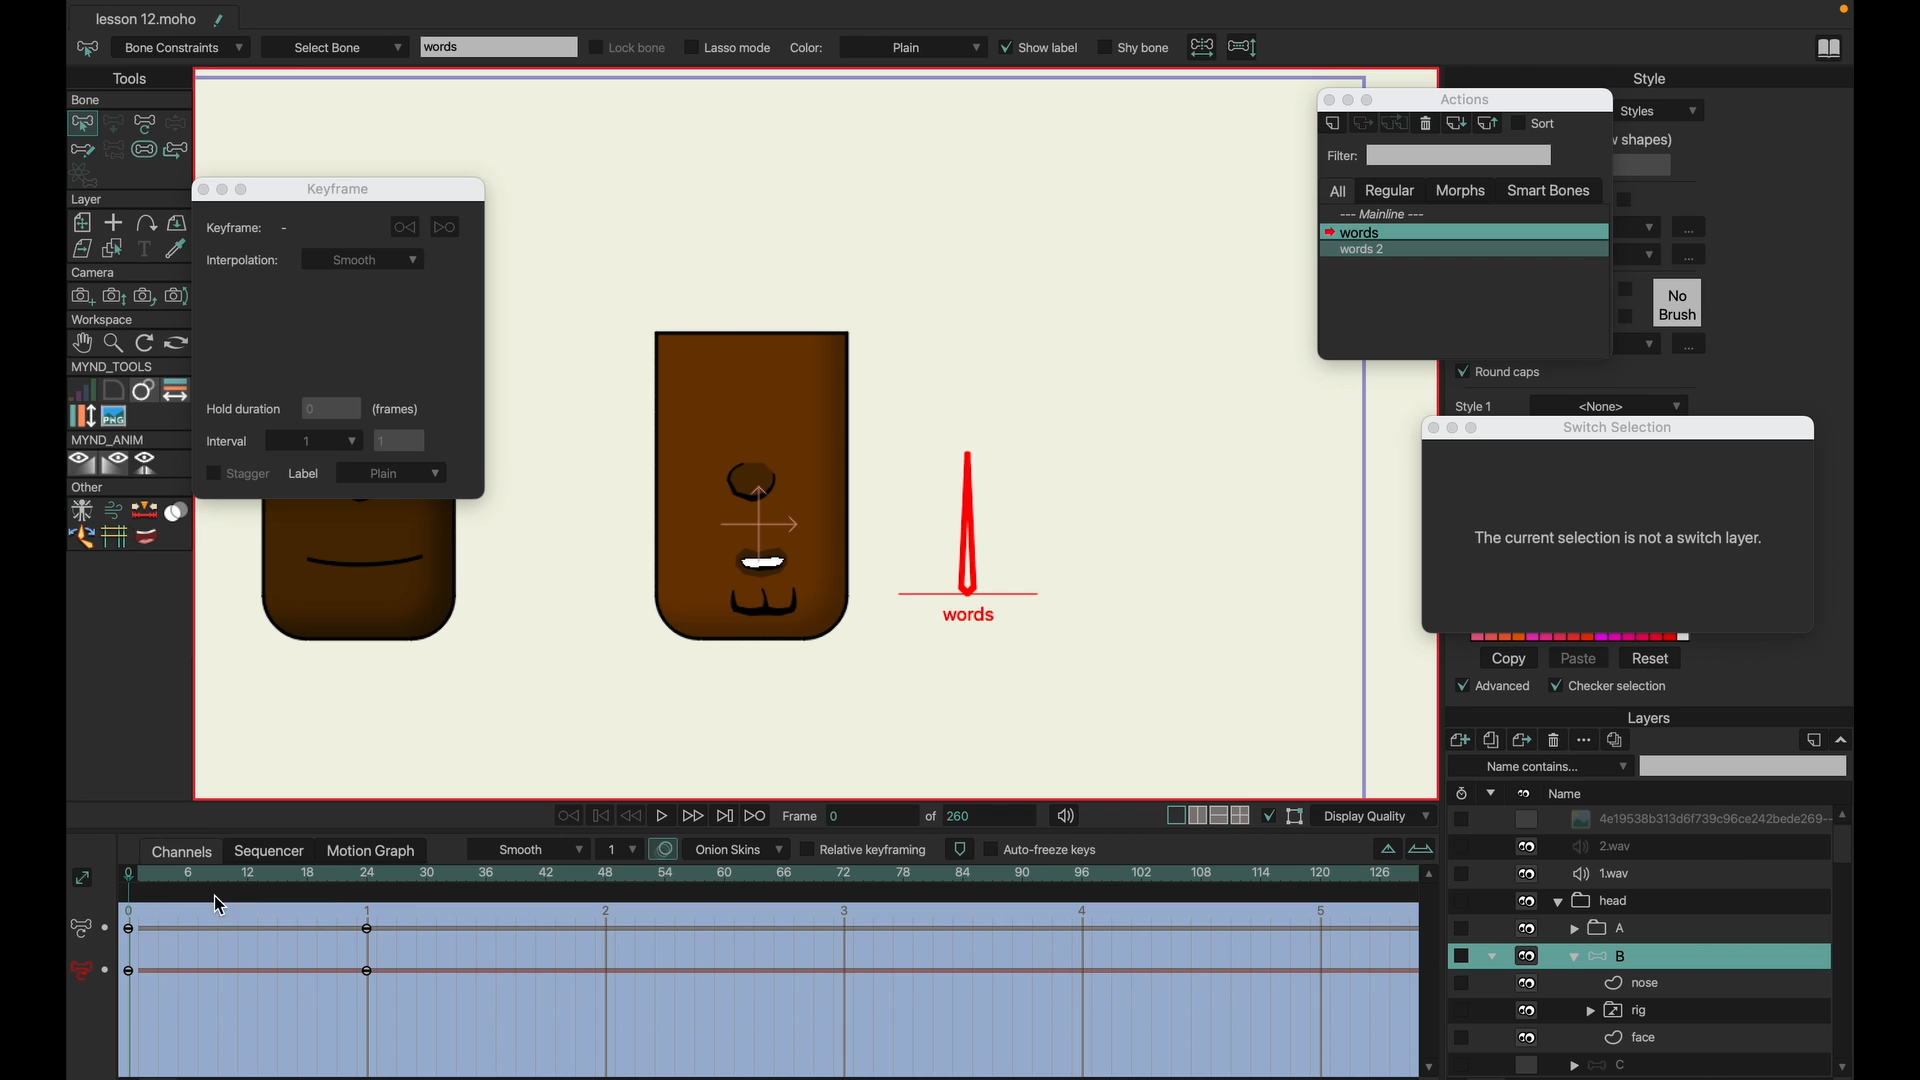 lesson 12.moho
Bone Constraints
Select Bone
words
Lock bone
Lasso mode
Color:
Plain
Show label
Shy bone
Tools
Style
Bone
Actions
Styles
Sort
w shapes)
Filter:
Keyframe
All
Regular
Morphs
Smart Bones
Layer
--- Mainline ---
Keyframe:
-
...
words
words 2
Interpolation:
Smooth
...
Camera
No
Brush
Workspace
...
MYND_TOOLS
Round caps
Hold duration
0
(frames)
Style 1
<None>
PNG
Switch Selection
MYND_ANIM
Interval
1
1
Stagger
Label
Plain
Other
The current selection is not a switch layer.
words
Copy
Paste
Reset
Advanced
Checker selection
Layers
Name contains...
Name
Frame
0
of
260
Display Quality
4e19538b313d6f739c96ce242bede269--
Channels
Sequencer
Motion Graph
Smooth
1
Onion Skins
Relative keyframing
Auto-freeze keys
2.wav
0 6 12 18 24 30 36 42 48 54 60 66 72 78 84 90 96 102 108 114 120 126
1.wav
head
0 1 2 3 4 5
A
B
nose
rig
face
C